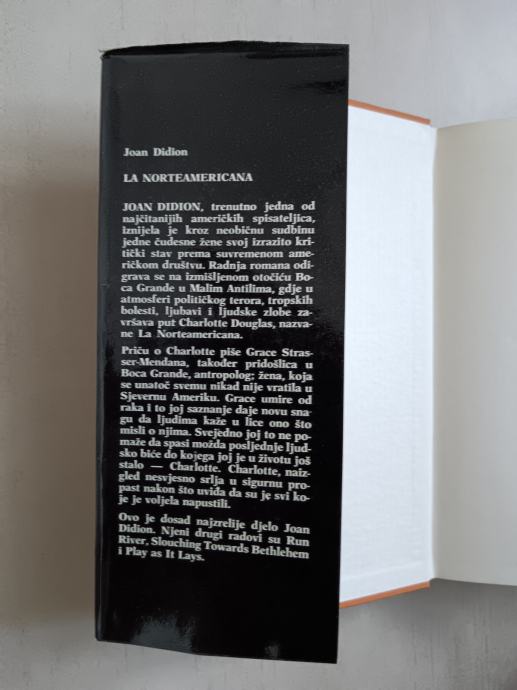 Joan Didion
LA NORTEAMERICANA
JOAN DIDION, trenutno jedna od
najčitanijih američkih spisateljica,
iznijela je kroz neobičnu sudbinu
jedne čudesne žene svoj izrazito kri-
tički stav prema suvremenom ame-
ričkom društvu. Radnja romana odi-
grava se na izmišljenom otočiću Bo-
ca Grande u Malim Antilima, gdje u
atmosferi političkog terora, tropskih
bolesti, ljubavi i ljudske zlobe za-
vršava put Charlotte Douglas, nazva-
ne La Norteamericana.
Priču o Charlotte piše Grace Stras-
ser-Mendana, također pridošlica u
Boca Grande, antropolog; žena, koja
se unatoč svemu nikad nije vratila u
Sjevernu Ameriku. Grace umire od
raka i to joj saznanje daje novu sna-
gu da ljudima kaže u lice ono što
misli o njima. Svejedno joj to ne po-
maže da spasi možda posljednje ljud-
sko biće do kojega joj je u životu još
stalo — Charlotte. Charlotte, naiz-
gled nesvjesno srlja u sigurnu pro-
past nakon što uviđa da su je svi ko-
je je voljela napustili.
Ovo je dosad najzrelije djelo Joan
Didion. Njeni drugi radovi su Run
River, Slouching Towards Bethlehem
i Play as It Lays.